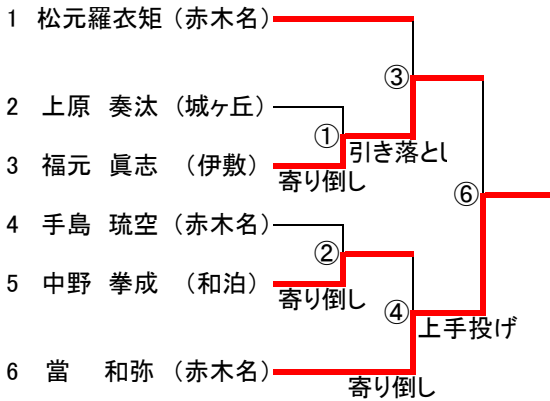 1 松元羅衣矩（赤木名）
③
2 上原 奏汰（城ヶ丘）
①
引き落とし
3 福元 眞志（伊敷）
寄り倒し
⑥
4 手島 琉空（赤木名）
②
5 中野 拳成（和泊）
寄り倒し
④
上手投げ
6 當 和弥（赤木名）
寄り倒し